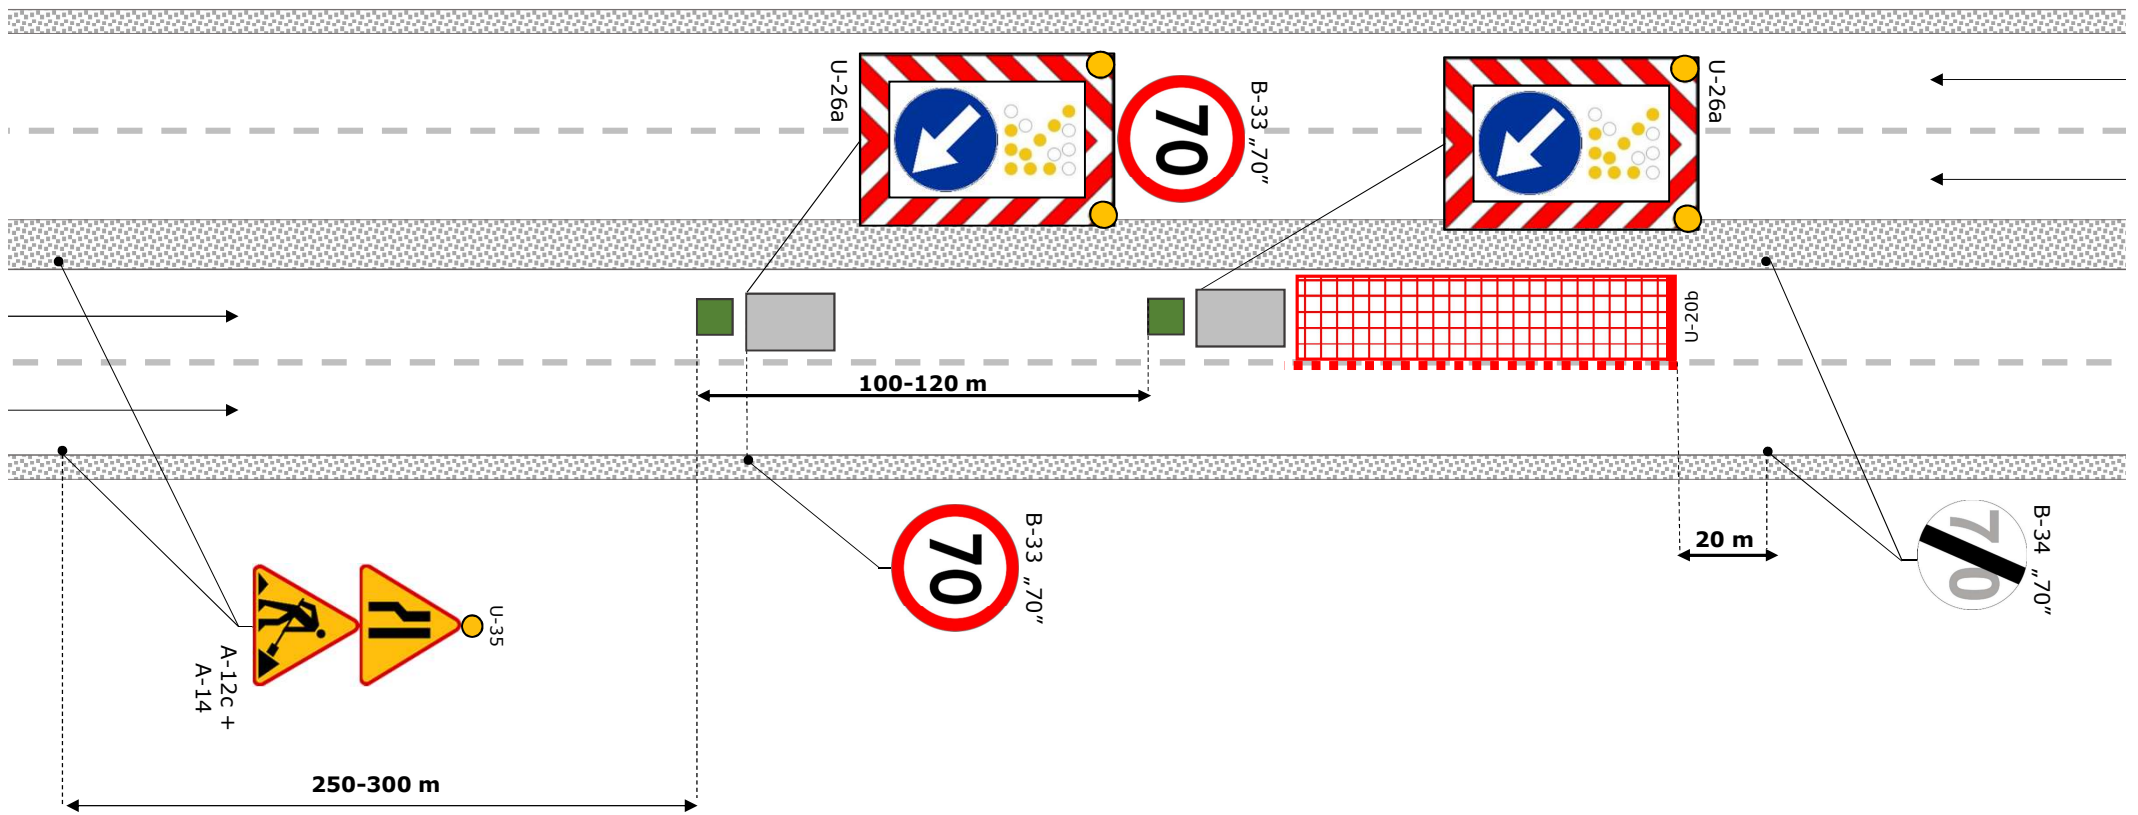 U-26a
70
B-33 „70”
U-26a
U-20b
100-120 m
20 m
70
B-33 „70”
70
B-34 „70”
U-35
A-12c +
A-14
250-300 m